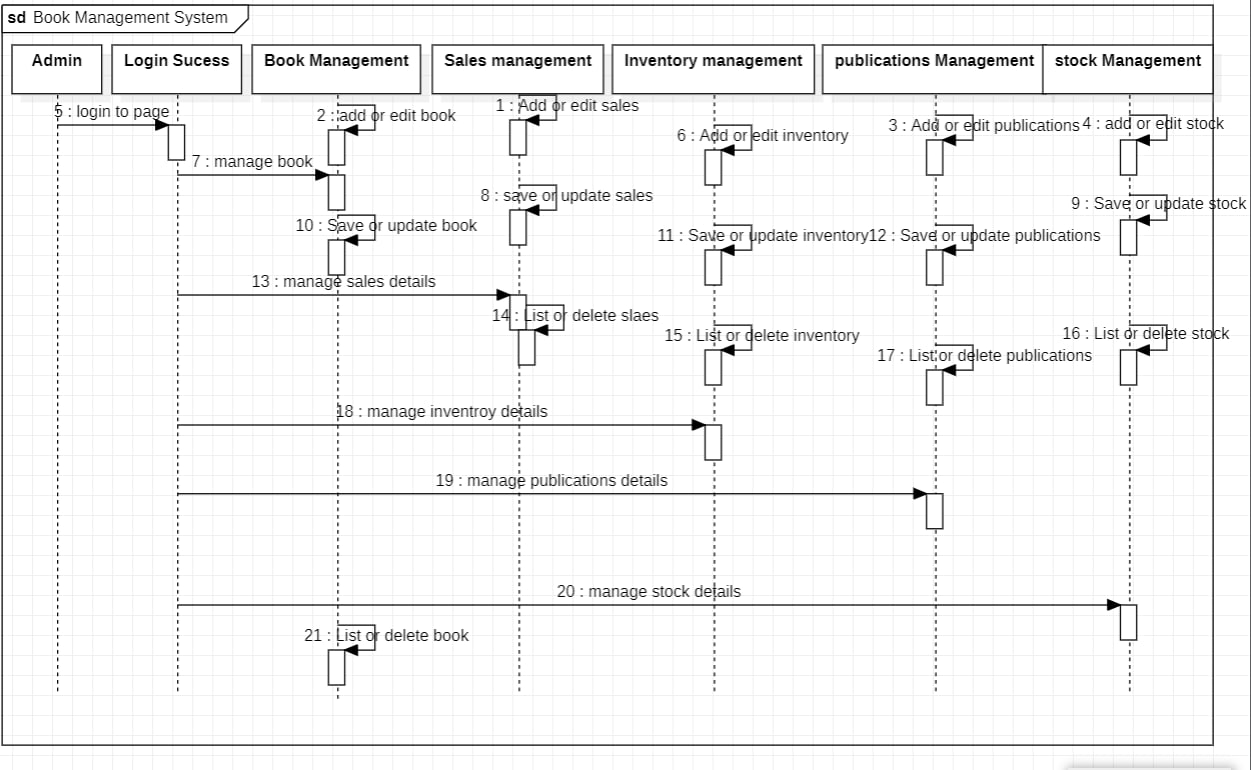 sd Book Management System
Admin
Login Sucess
Book Management
Sales management
Inventory management
publications Management
stock Management
1 : Add or edit sales
5 : login to page
2 : add or edit book
3 : Add or edit publications
4 : add or edit stock
6 : Add or edit inventory
7 : manage book
8 : save or update sales
9 : Save or update stock
10 : Save or update book
11 : Save or update inventory
12 : Save or update publications
13 : manage sales details
14 : List or delete slaes
15 : List or delete inventory
16 : List or delete stock
17 : List or delete publications
18 : manage inventroy details
19 : manage publications details
20 : manage stock details
21 : List or delete book